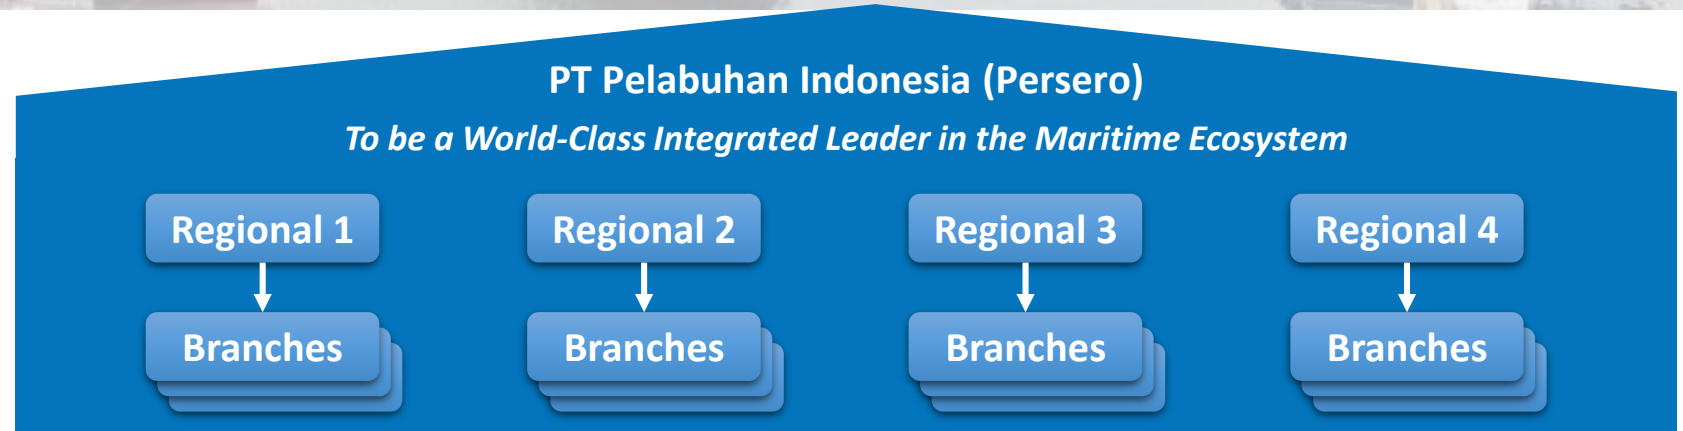 PT Pelabuhan Indonesia (Persero)
To be a World-Class Integrated Leader in the Maritime Ecosystem
Regional 1
Regional 2
Regional 3
Regional 4
Branches
Branches
Branches
Branches